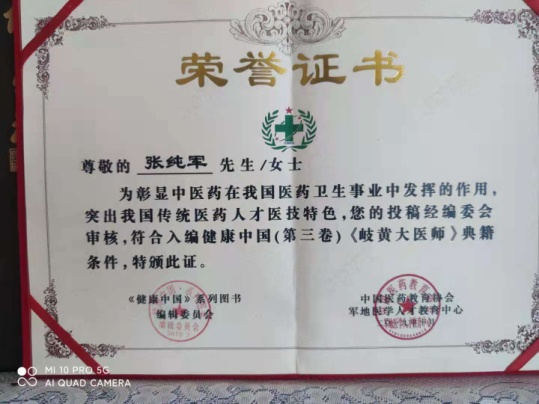 荣誉证书
尊敬的 张纯军 先生/女士
为彰显中医药在我国医药卫生事业中发挥的作用,
突出我国传统医药人才医技特色,您的投稿经编委会
审核,符合入编健康中国(第三卷)《岐黄大医师》典籍
条件,特颁此证。
《健康中国》系列图书
编辑委员会
中国医药教育协会
军地医学人才教育中心
MI 10 PRO 5G
AI QUAD CAMERA